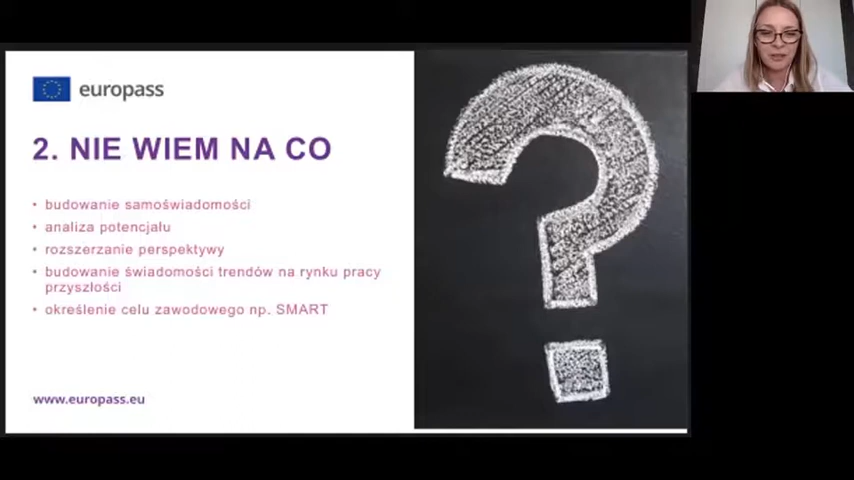 europass
2. NIE WIEM NA CO
• budowanie samoświadomości
• analiza potencjału
• rozszerzanie perspektywy
• budowanie świadomości trendów na rynku pracy
przyszłości
• określenie celu zawodowego np. SMART
www.europass.eu